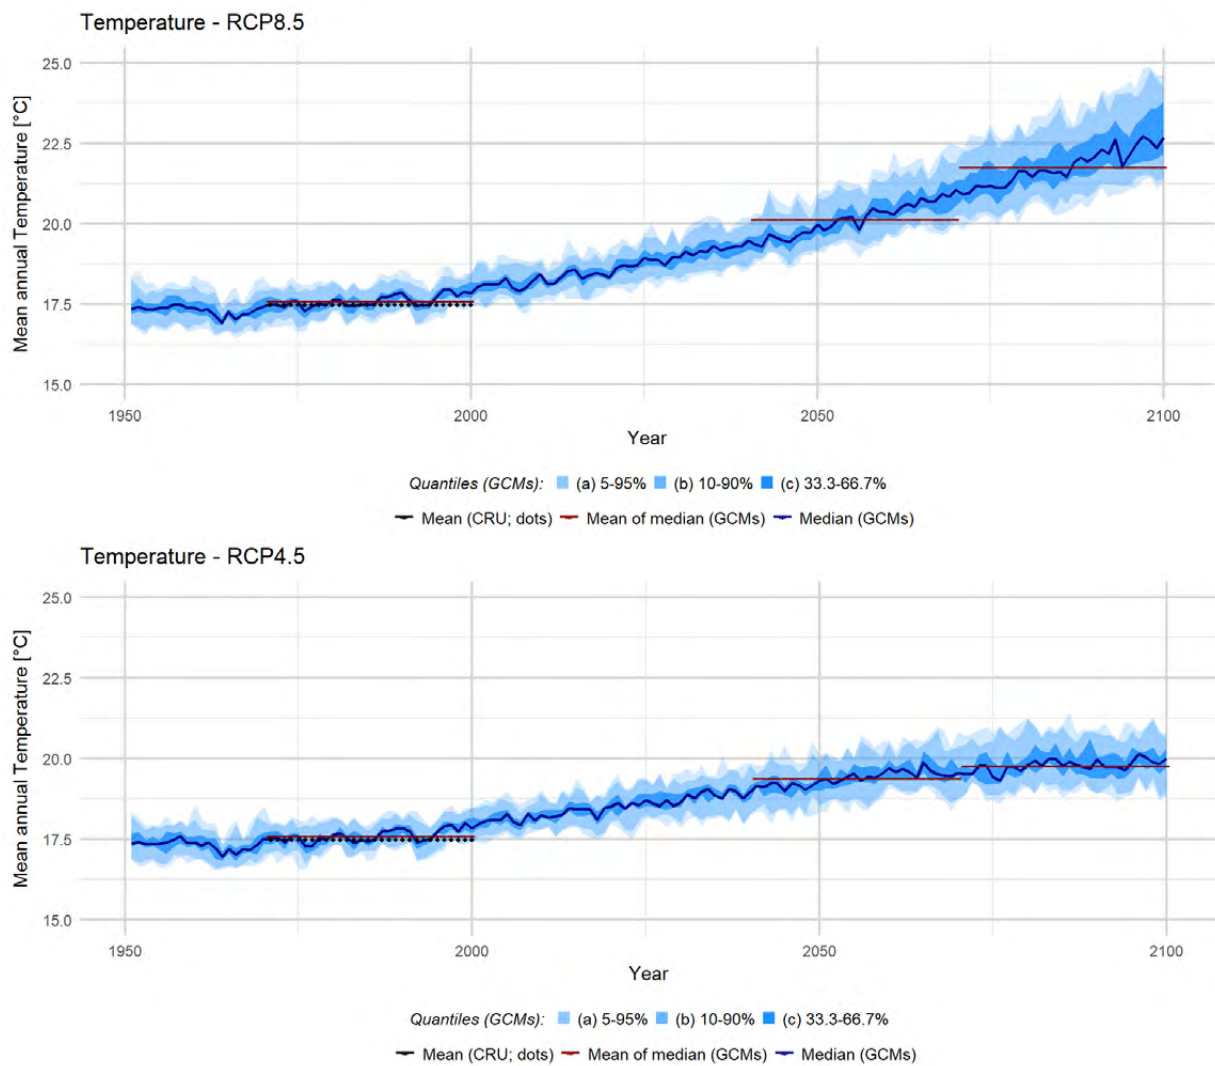 Temperature - RCP8.5
25.0
22.5
20.0
17.5
15.0
Mean annual Temperature [°C]
1950 2000 2050 2100
Year
Quantiles (GCMs): (a) 5-95% (b) 10-90% (c) 33.3-66.7%
Mean (CRU; dots) Mean of median (GCMs) Median (GCMs)
Temperature - RCP4.5
25.0
22.5
20.0
17.5
15.0
Mean annual Temperature [°C]
1950 2000 2050 2100
Year
Quantiles (GCMs): (a) 5-95% (b) 10-90% (c) 33.3-66.7%
Mean (CRU; dots) Mean of median (GCMs) Median (GCMs)